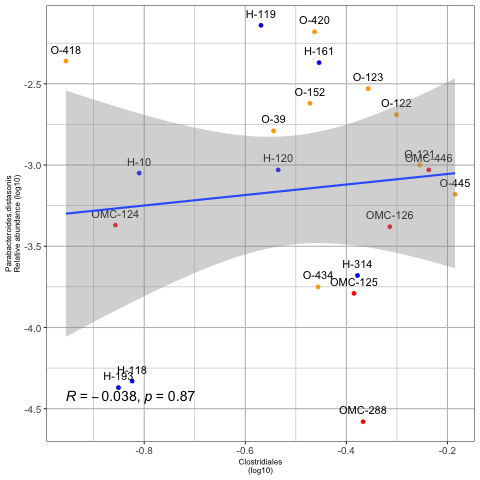 H-119
O-420
O-418
H-161
O-123
-2.5
O-152
O-122
O-39
O-121
OMC-446
H-10
H-120
-3.0
O-445
OMC-124
OMC-126
-3.5
H-314
O-434
OMC-125
-4.0
H-118
H-193
R = – 0.038, p = 0.87
OMC-288
-4.5
-0.8
-0.6
-0.4
-0.2
Clostridiales
(log10)
Parabacteroides.distasonis
Relative abundance (log10)